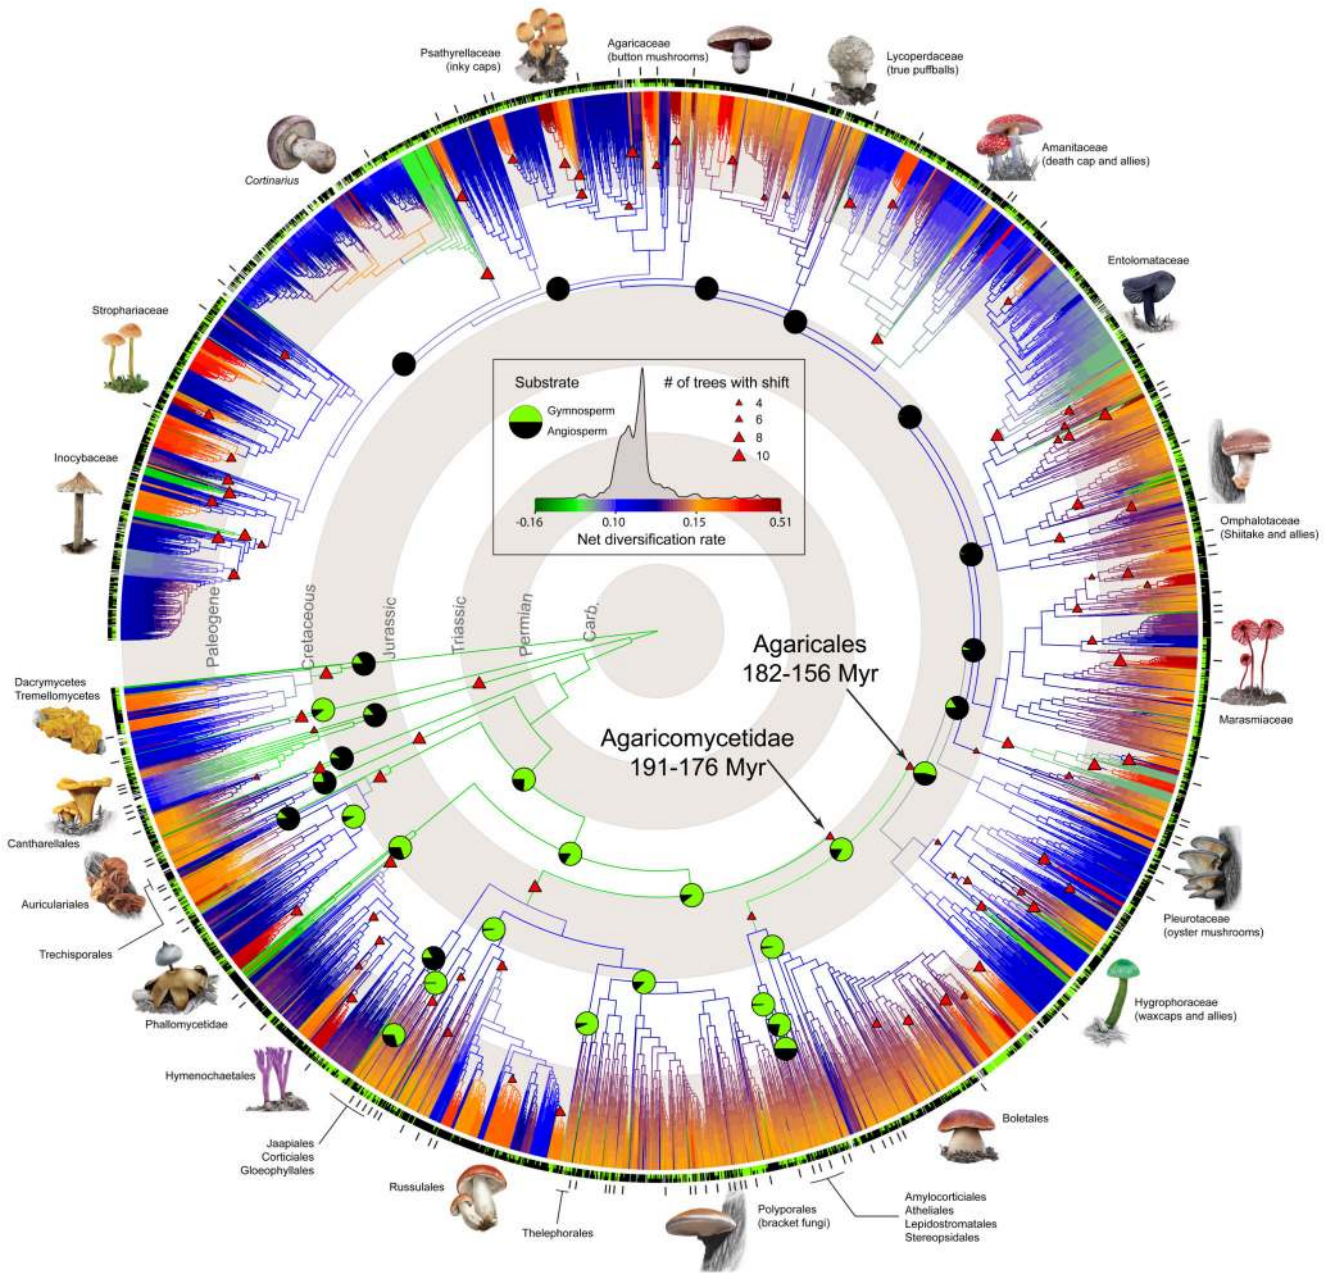 Psathyrellaceae
(inky caps)
Agaricaceae
(button mushrooms)
Lycoperdaceae
(true puffballs)
Amanitaceae
(death cap and allies)
Cortinarius
Entolomataceae
Strophariaceae
Inocybaceae
Omphalotaceae
(Shiitake and allies)
Marasmiaceae
Substrate
Gymnosperm
Angiosperm
# of trees with shift
4
6
8
10
-0.16
0.10
0.15
0.51
Net diversification rate
Paleogene
Cretaceous
Jurassic
Triassic
Permian
Carb.
Agaricales
182-156 Myr
Agaricomycetidae
191-176 Myr
Dacrymycetes
Tremellomycetes
Cantharellales
Auriculariales
Trechisporales
Phallomycetidae
Hymenochaetales
Jaapiales
Corticiales
Gloeophyllales
Russulales
Thelephorales
Polyporales
(bracket fungi)
Amylocorticiales
Atheliales
Lepidostromatales
Stereopsidales
Boletales
Hygrophoraceae
(waxcaps and allies)
Pleurotaceae
(oyster mushrooms)